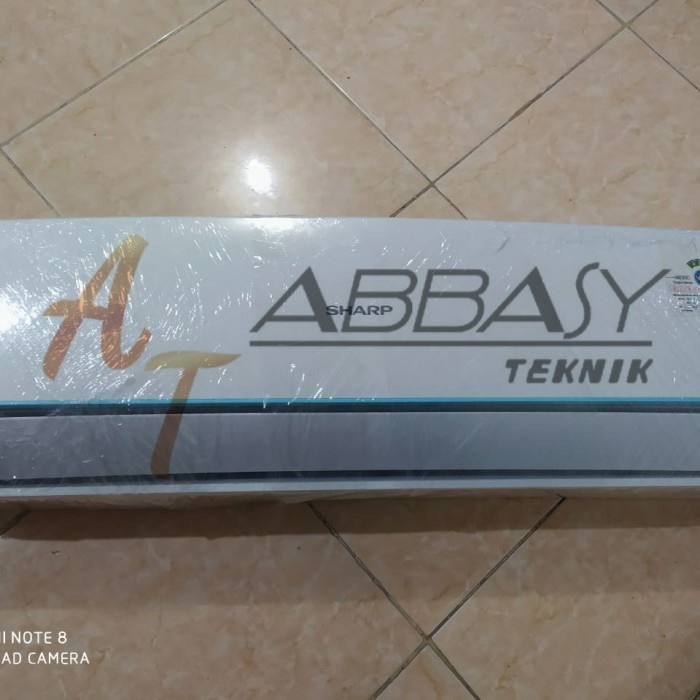 AT
ABBASY
SHARP
TEKNIK
NOTE 8
AD CAMERA